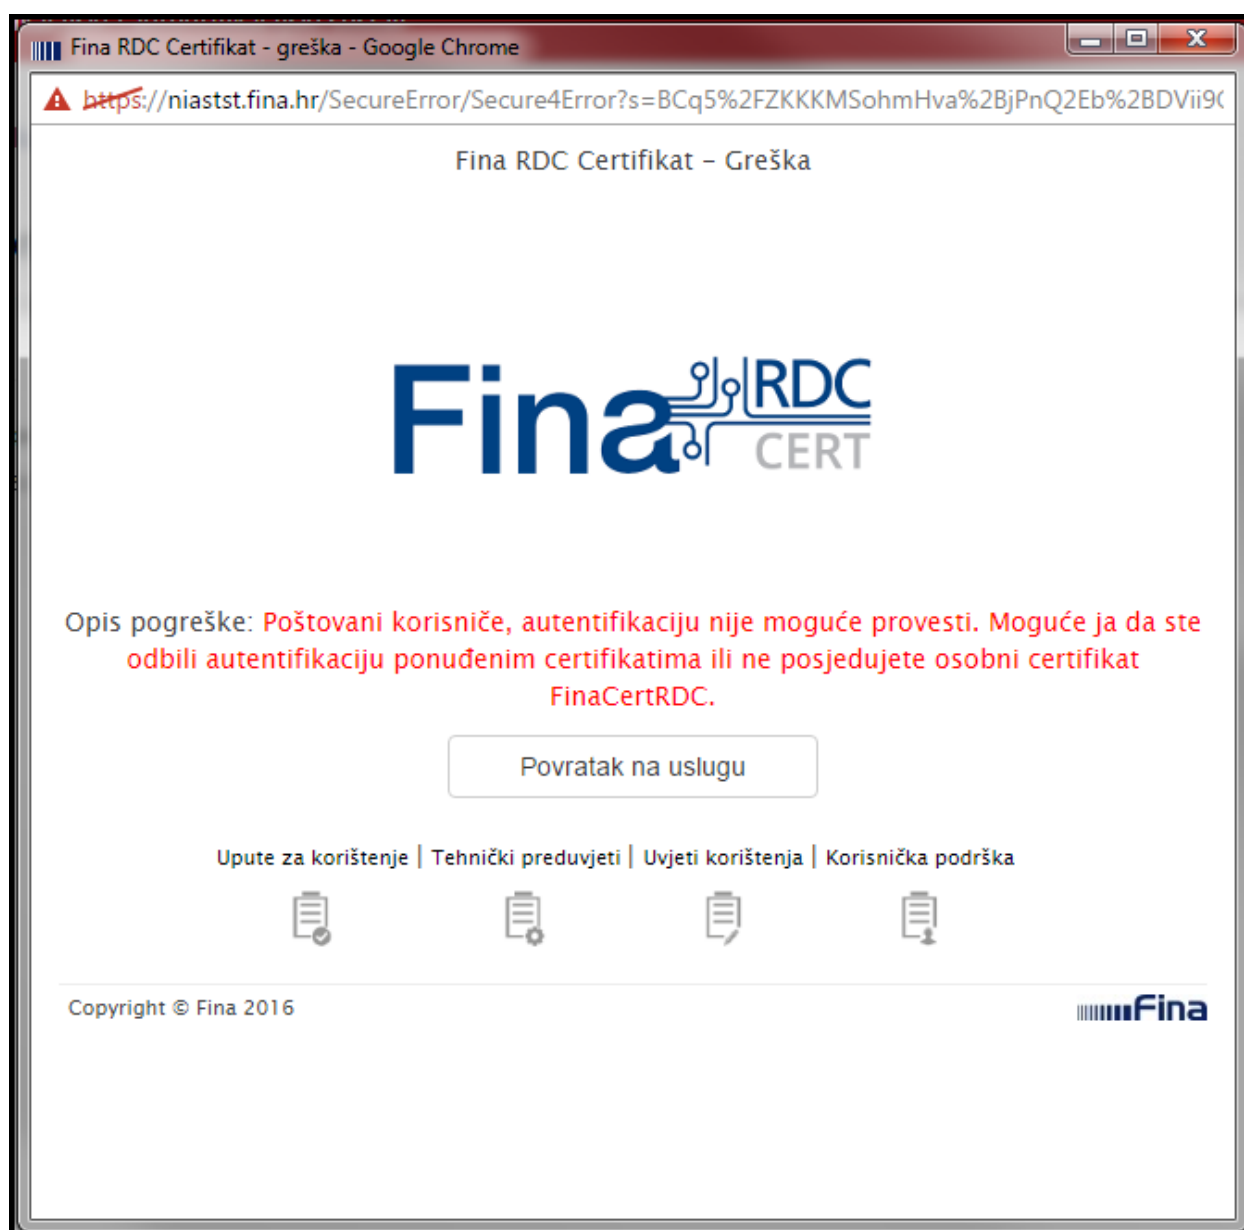 Fina RDC Certifikat - greška - Google Chrome
https://niastst.fina.hr/SecureError/Secure4Error?s=BCq5%2FZKKKMSohmHva%2BjPnQ2Eb%2BDVii9
Fina RDC Certifikat – Greška
Fina RDC
CERT
Opis pogreške: Poštovani korisniče, autentifikaciju nije moguće provesti. Moguće ja da ste
odbili autentifikaciju ponuđenim certifikatima ili ne posjedujete osobni certifikat
FinaCertRDC.
Povratak na uslugu
Upute za korištenje | Tehnički preduvjeti | Uvjeti korištenja | Korisnička podrška
Copyright © Fina 2016
Fina